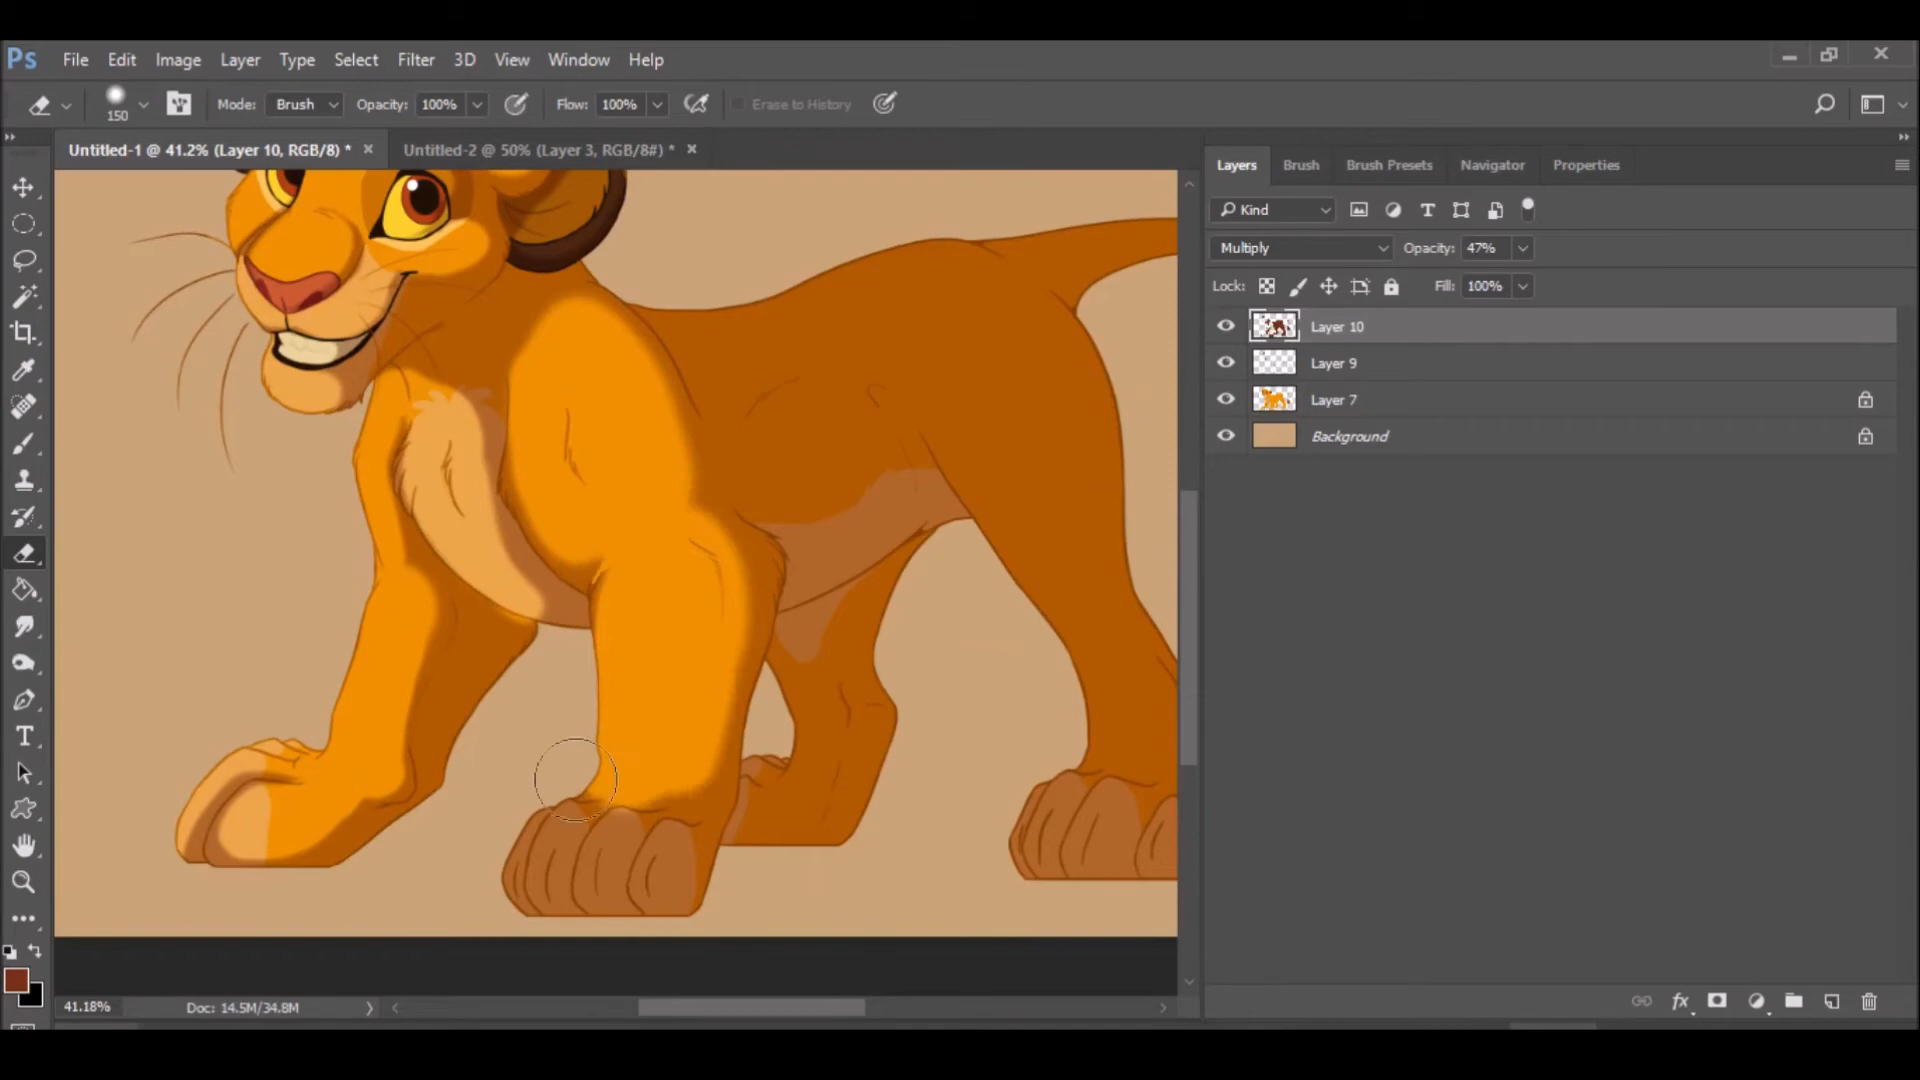 Ps File Edit Image Layer Type Select Filter 3D View Window Help
150 Mode: Brush Opacity: 100% Flow: 100% Erase to History
Untitled-1 @ 41.2% (Layer 10, RGB/8) * Untitled-2 @ 50% (Layer 3, RGB/8#) *
Layers Brush Brush Presets Navigator Properties
Kind
Multiply Opacity: 47%
Lock: Fill: 100%
Layer 10
Layer 9
Layer 7
Background
41.18% Doc: 14.5M/34.8M